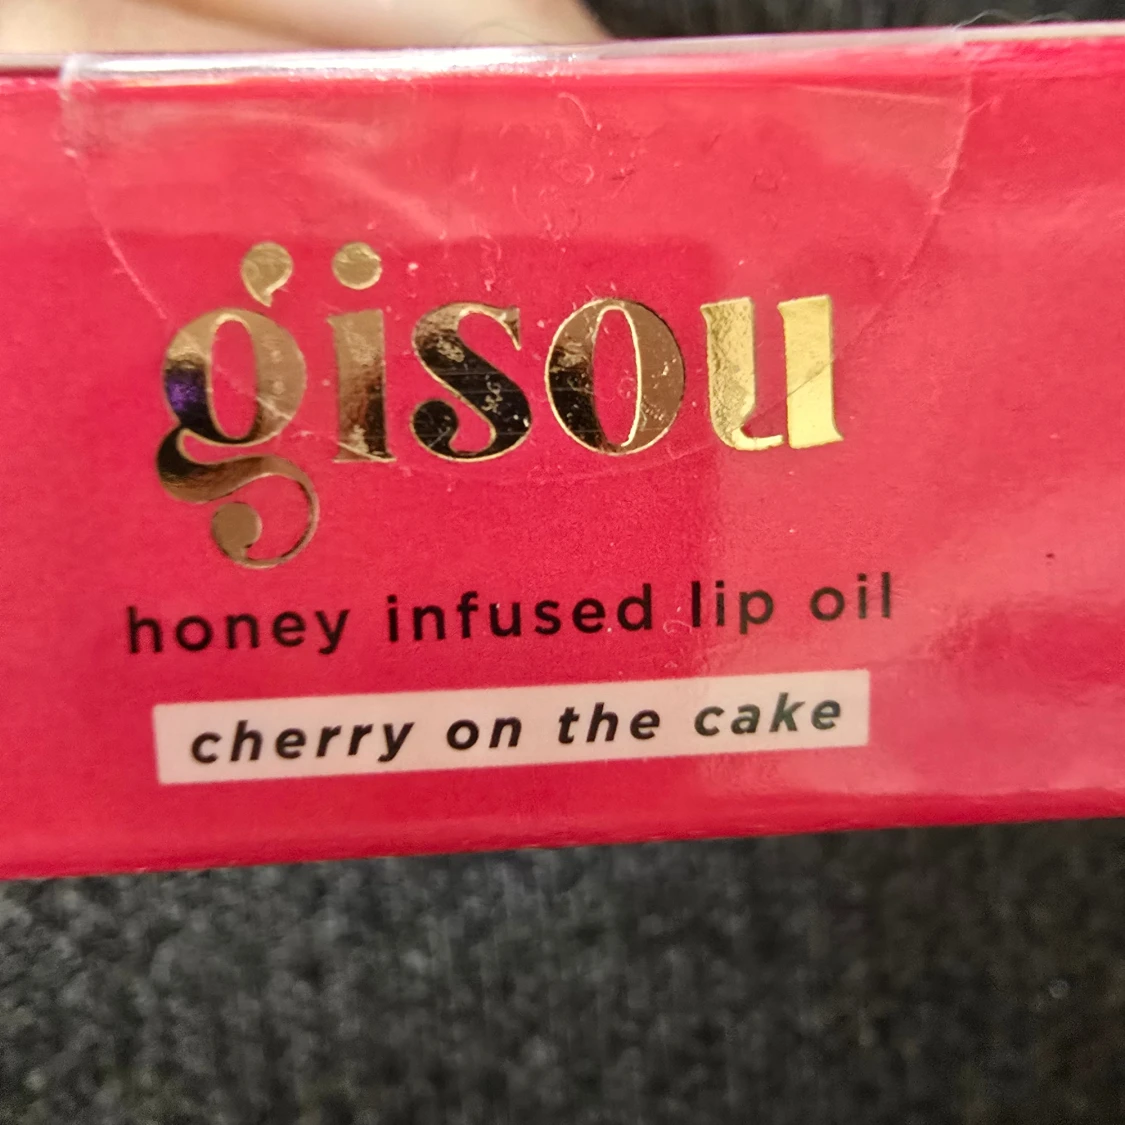 gisou
honey infused lip oil
cherry on the cake